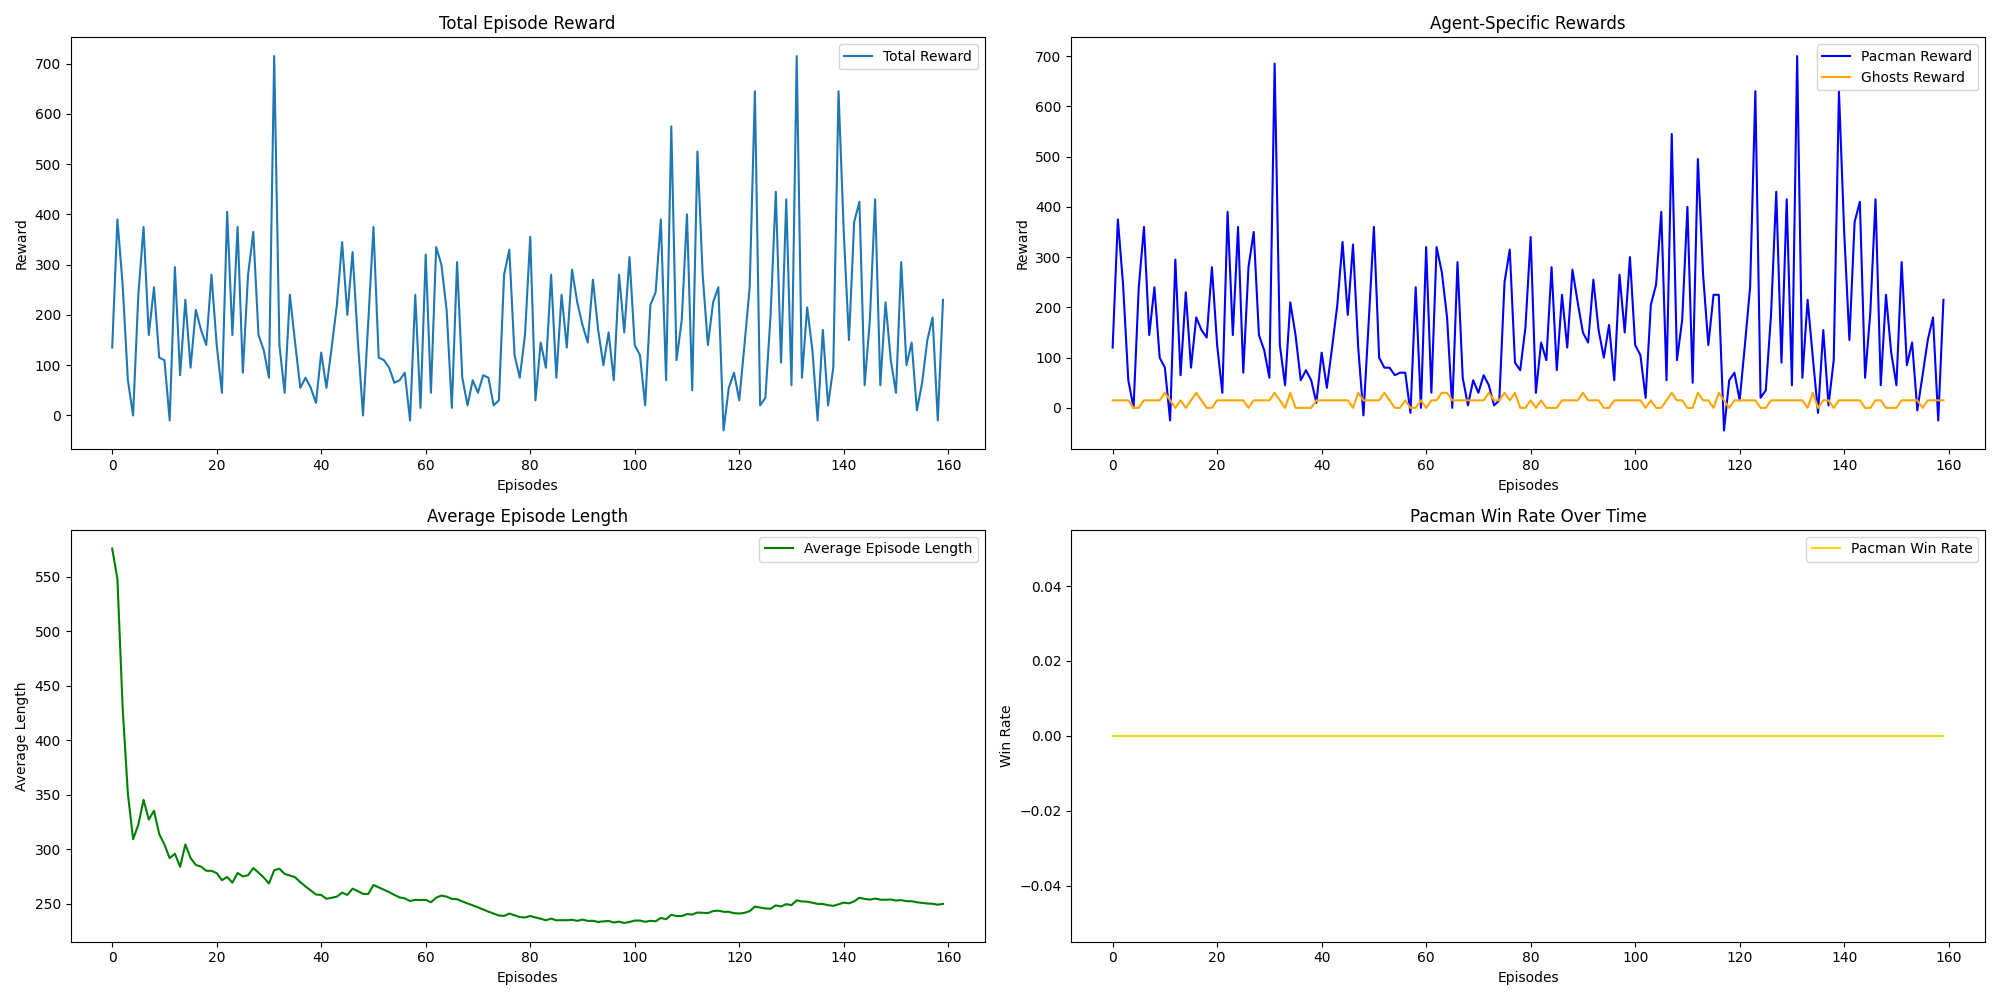 Total Episode Reward
Total Reward
700
600
500
400
300
200
100
0
Reward
0 20 40 60 80 100 120 140 160
Episodes
Agent-Specific Rewards
Pacman Reward
Ghosts Reward
700
600
500
400
300
200
100
0
Reward
0 20 40 60 80 100 120 140 160
Episodes
Average Episode Length
Average Episode Length
550
500
450
400
350
300
250
Average Length
0 20 40 60 80 100 120 140 160
Episodes
Pacman Win Rate Over Time
Pacman Win Rate
0.04
0.02
0.00
−0.02
−0.04
Win Rate
0 20 40 60 80 100 120 140 160
Episodes